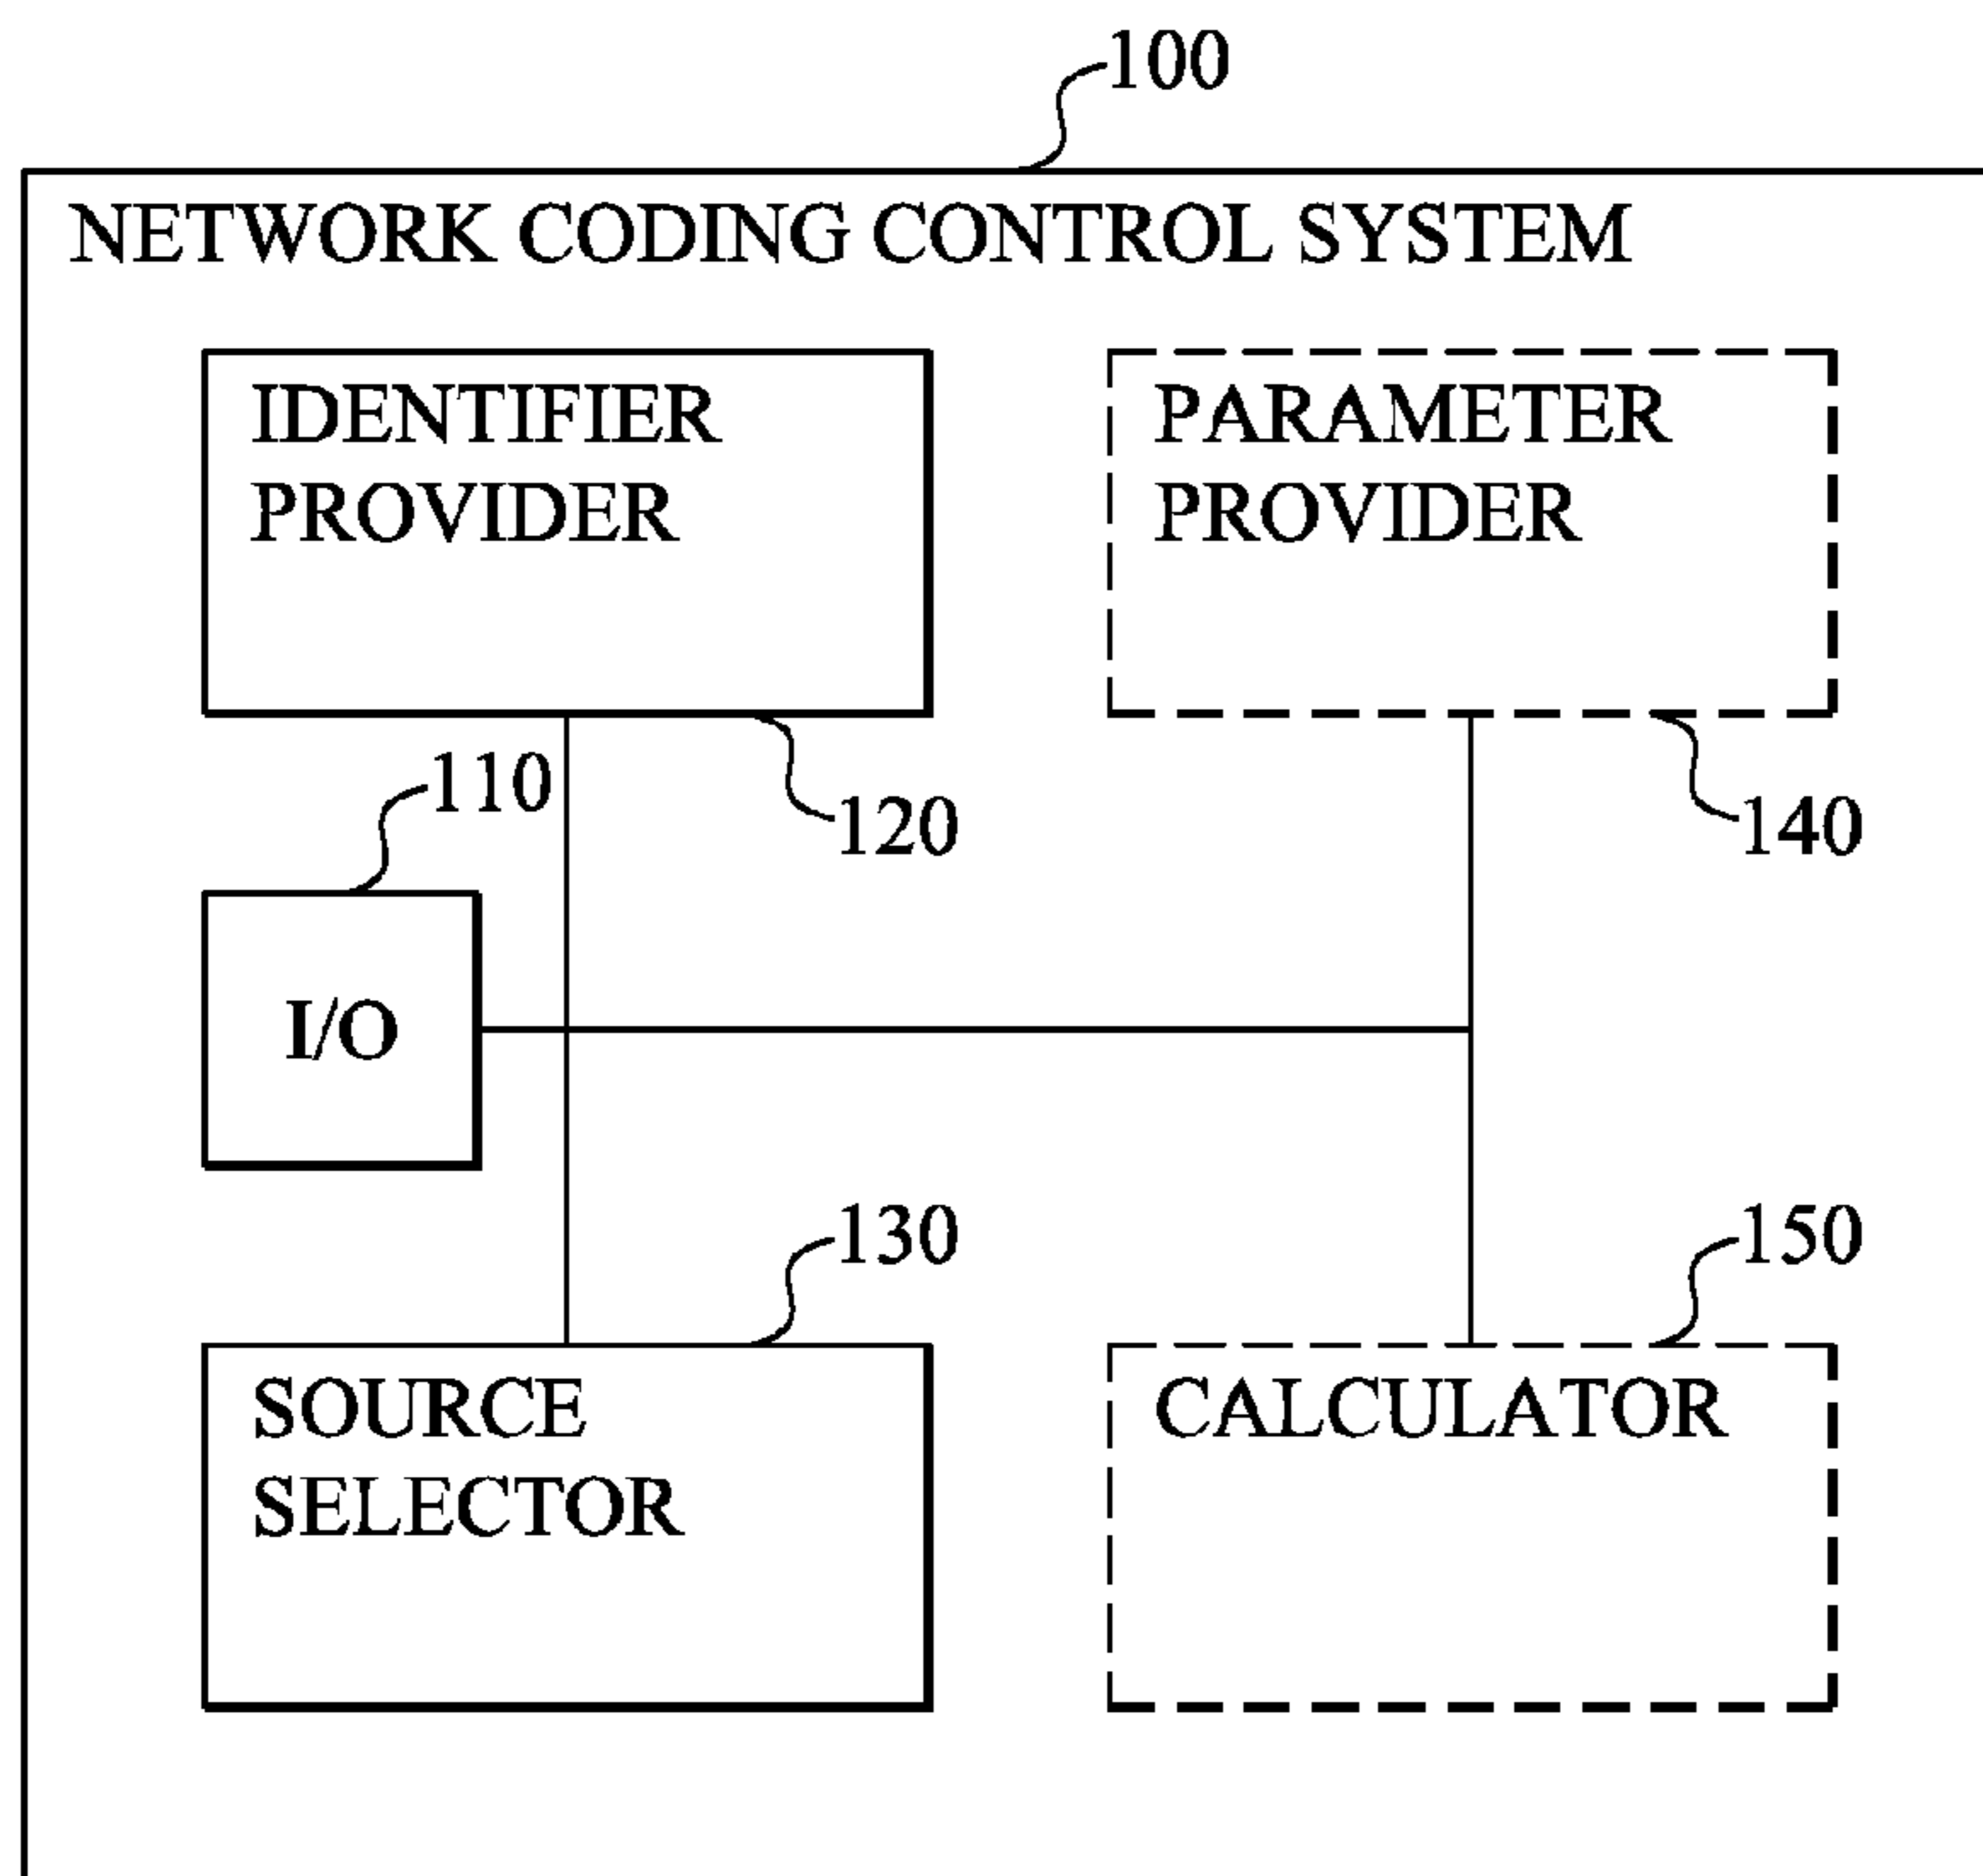 100
NETWORK CODING CONTROL SYSTEM
IDENTIFIER
PROVIDER
PARAMETER
PROVIDER
110
120
140
I/O
130
150
SOURCE
SELECTOR
CALCULATOR